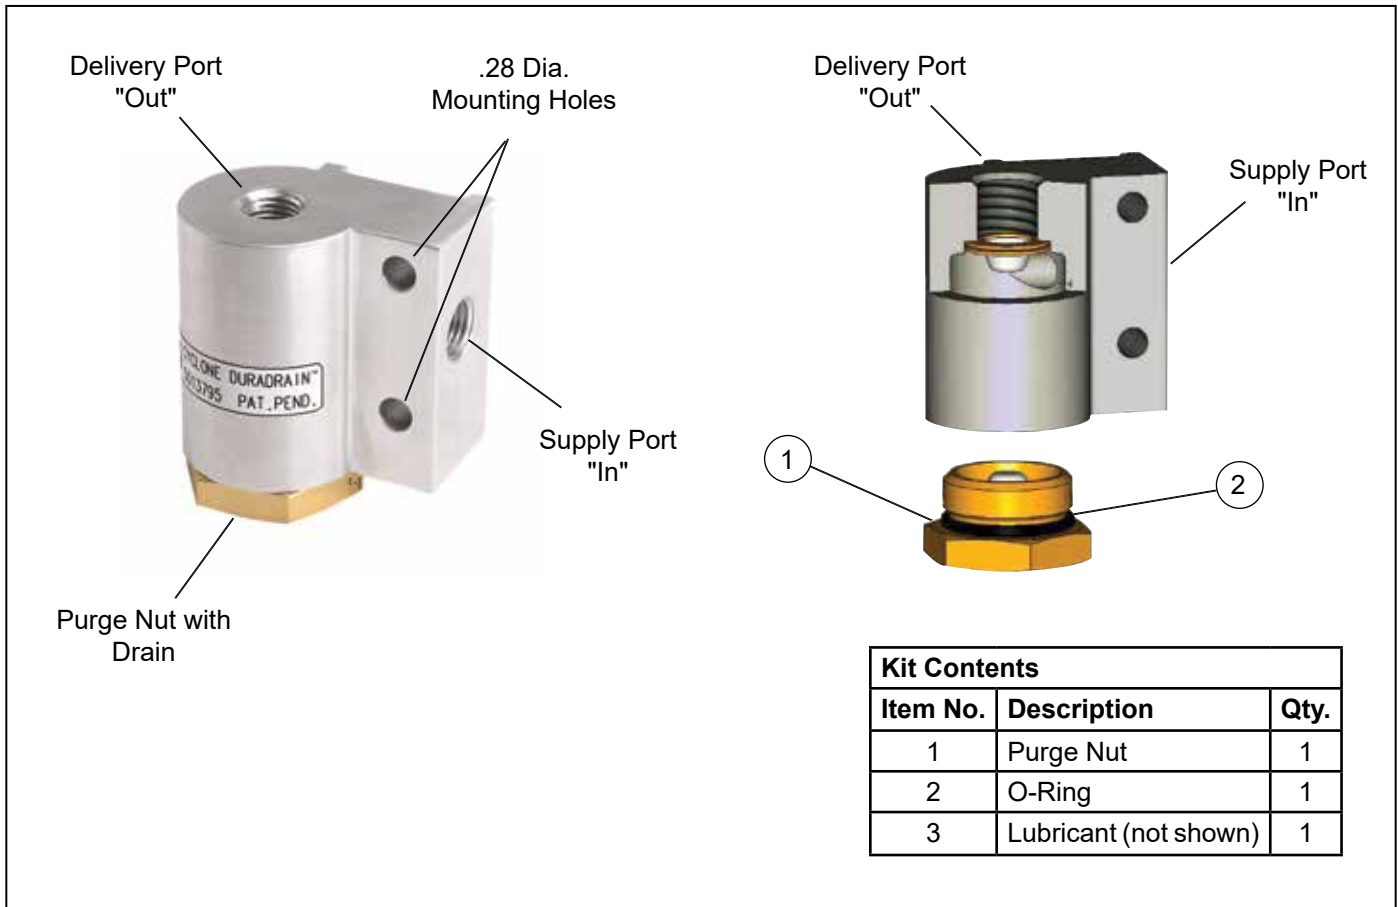 Delivery Port
"Out"
.28 Dia.
Mounting Holes
Supply Port
"In"
Purge Nut with
Drain
CYCLONE DURADRAIN™
PAT.PEND.
Delivery Port
"Out"
Supply Port
"In"
1
2
Kit Contents
Item No. Description Qty.
1 Purge Nut 1
2 O-Ring 1
3 Lubricant (not shown) 1